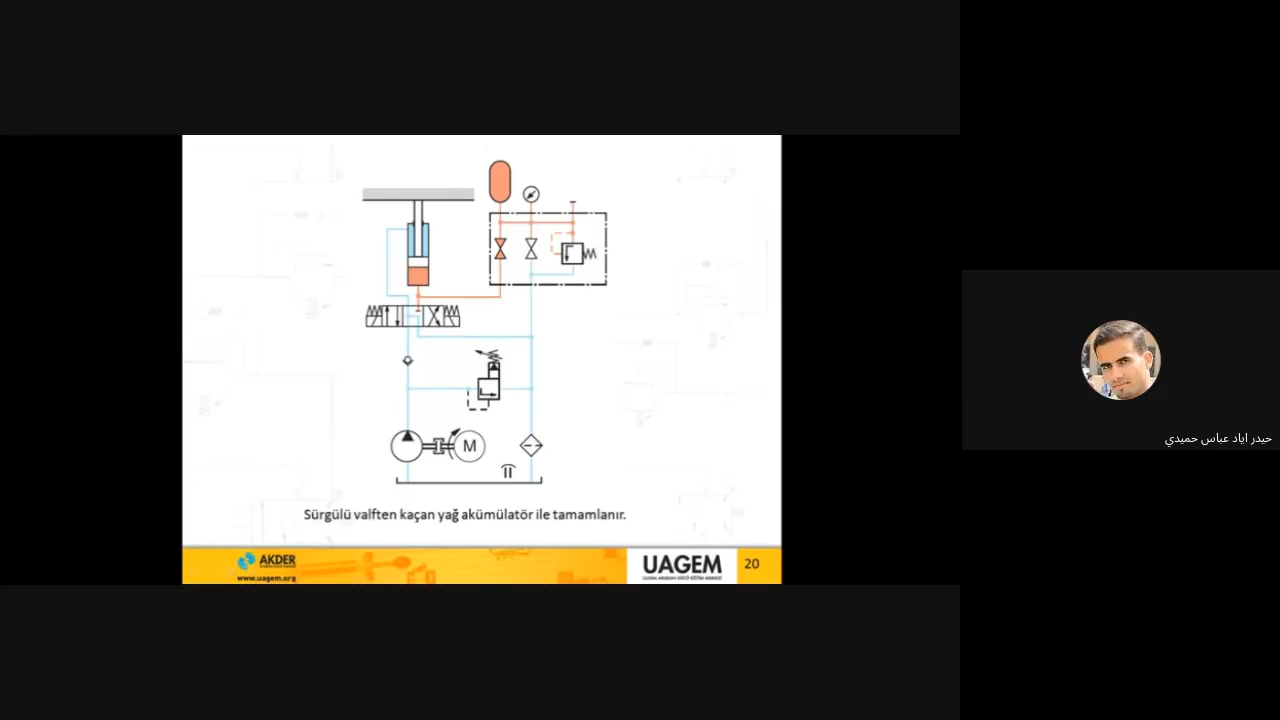 M
Sürgülü valften kaçan yağ akümülatör ile tamamlanır.
AKDER
www.uagem.org
UAGEM
20
حيدر اياد عباس حميدي